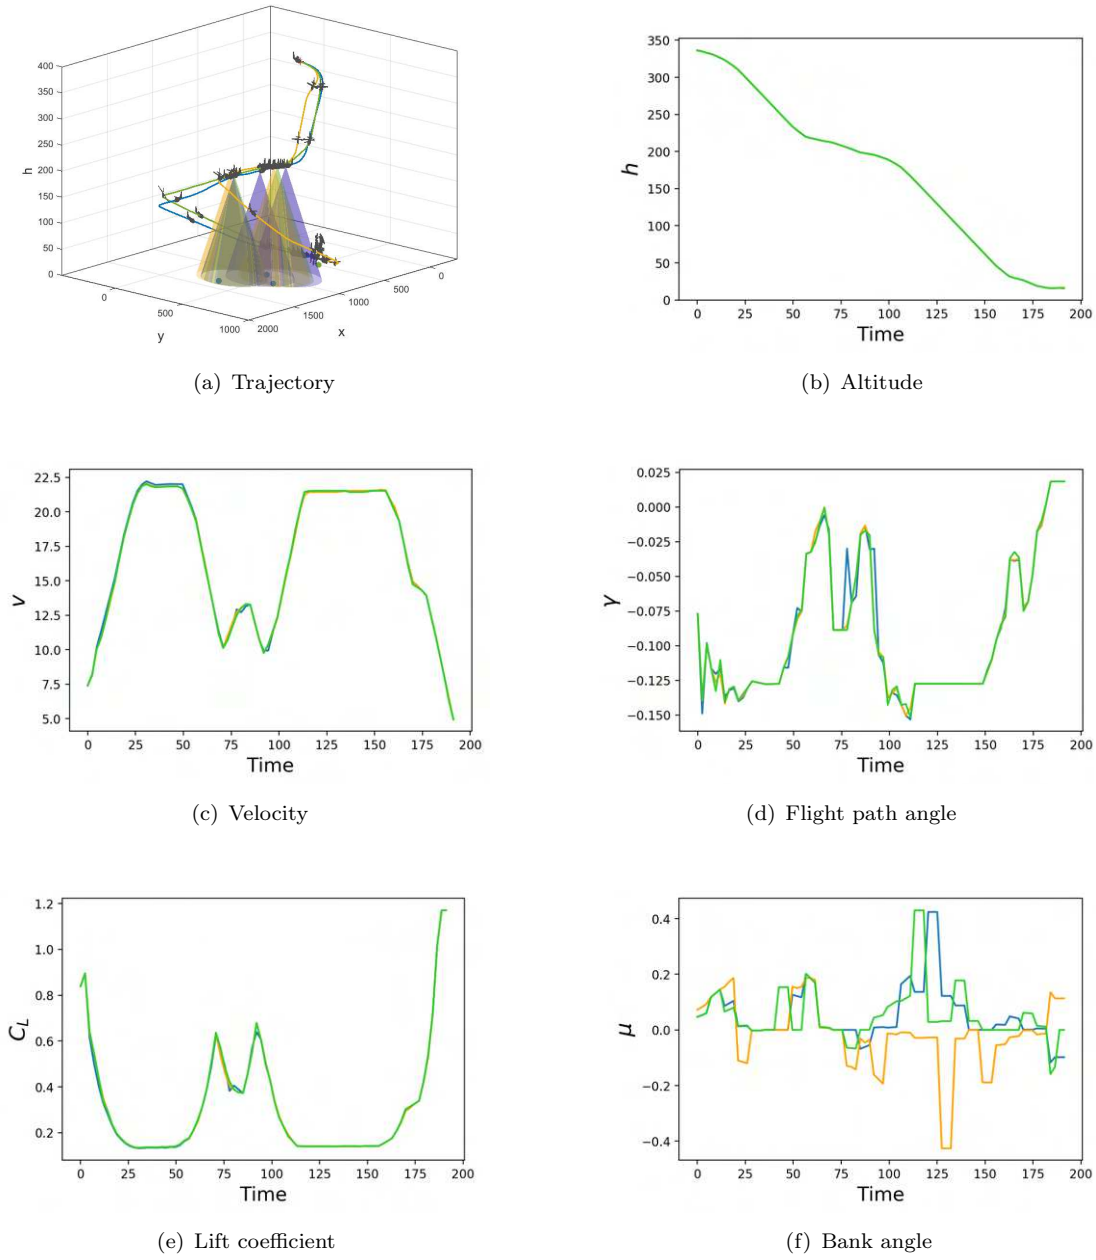 400
350
300
250
200
150
100
50
0
h
0
500
1000
y
2000
1500
1000
500
0
x
(a) Trajectory
350
300
250
200
150
100
50
0
h
0 25 50 75 100 125 150 175 200
Time
(b) Altitude
22.5
20.0
17.5
15.0
12.5
10.0
7.5
5.0
v
0 25 50 75 100 125 150 175 200
Time
(c) Velocity
0.025
0.000
−0.025
−0.050
−0.075
−0.100
−0.125
−0.150
γ
0 25 50 75 100 125 150 175 200
Time
(d) Flight path angle
1.2
1.0
0.8
0.6
0.4
0.2
C_L
0 25 50 75 100 125 150 175 200
Time
(e) Lift coefficient
0.4
0.2
0.0
−0.2
−0.4
μ
0 25 50 75 100 125 150 175 200
Time
(f) Bank angle